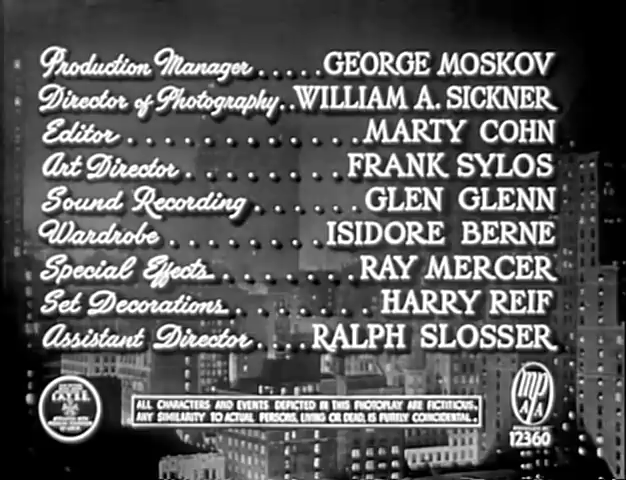 Production Manager.....GEORGE MOSKOV
Director of Photography..WILLIAM A. SICKNER
Editor.............MARTY COHN
Art Director.........FRANK SYLOS
Sound Recording......GLEN GLENN
Wardrobe..........ISIDORE BERNE
Special Effects........RAY MERCER
Set Decorations........HARRY REIF
Assistant Director....RALPH SLOSSER
I.A.T.S.E.
ALL CHARACTERS AND EVENTS DEPICTED IN THIS PHOTOPLAY ARE FICTITIOUS.
ANY SIMILARITY TO ACTUAL PERSONS, LIVING OR DEAD, IS PURELY COINCIDENTAL.
MP
A/A
12360